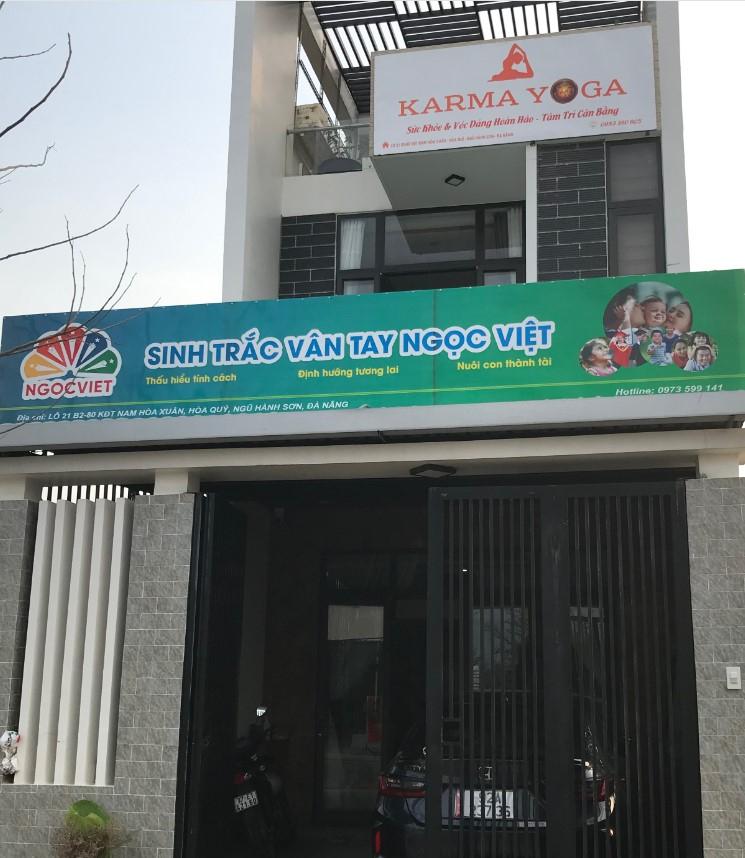 KARMA YOGA
Sức Khỏe & Vóc Dáng Hoàn Hảo - Tâm Trí Cân Bằng
NGOCVIET
SINH TRẮC VÂN TAY NGỌC VIỆT
Thấu hiểu tính cách Định hướng tương lai Nuôi con thành tài
Hotline: 0973 599 141
Địa chỉ: LÔ 21 B2-80 KĐT NAM HÒA XUÂN, HÒA QUÝ, NGŨ HÀNH SƠN, ĐÀ NẴNG